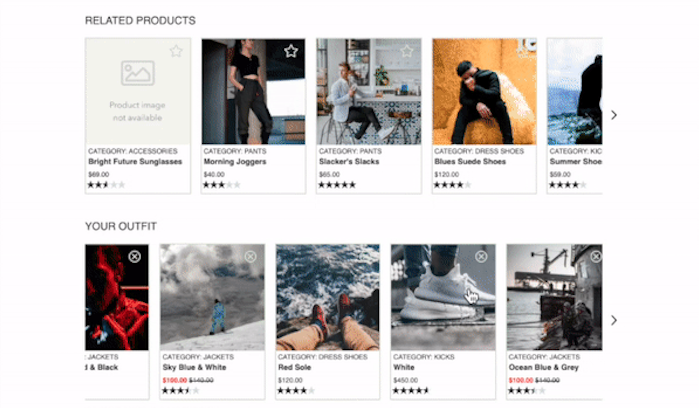 RELATED PRODUCTS
Product image
not available
CATEGORY: ACCESSORIES
Bright Future Sunglasses
$69.00
CATEGORY: PANTS
Morning Joggers
$40.00
CATEGORY: PANTS
Slacker's Slacks
$65.00
CATEGORY: DRESS SHOES
Blues Suede Shoes
$120.00
CATEGORY: KIC
Summer Shoe
$59.00
YOUR OUTFIT
: JACKETS
d & Black
CATEGORY: JACKETS
Sky Blue & White
$100.00 $140.00
CATEGORY: DRESS SHOES
Red Sole
$120.00
CATEGORY: KICKS
White
$450.00
CATEGORY: JACKETS
Ocean Blue & Grey
$100.00 $140.00